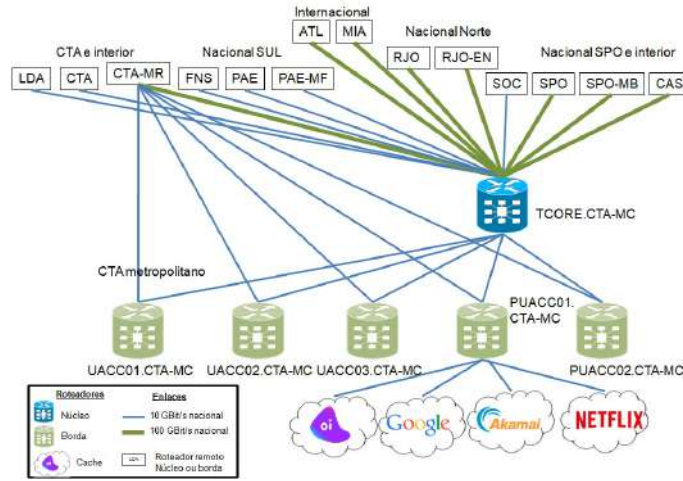 Internacional
ATL MIA
Nacional Norte
RJO RJO-EN
CTA e interior
LDA CTA CTA-MR
Nacional SUL
FNS PAE PAE-MF
Nacional SPO e interior
SOC SPO SPO-MB CAS
TCORE.CTA-MC
CTA metropolitano
PUACC01.
CTA-MC
UACC01.CTA-MC UACC02.CTA-MC UACC03.CTA-MC PUACC02.CTA-MC
oi Google Akamai NETFLIX
Roteadores
Núcleo
Borda
Cache
Enlaces
10 GBit/s nacional
100 GBit/s nacional
LDA
Roteador remoto
Núcleo ou borda